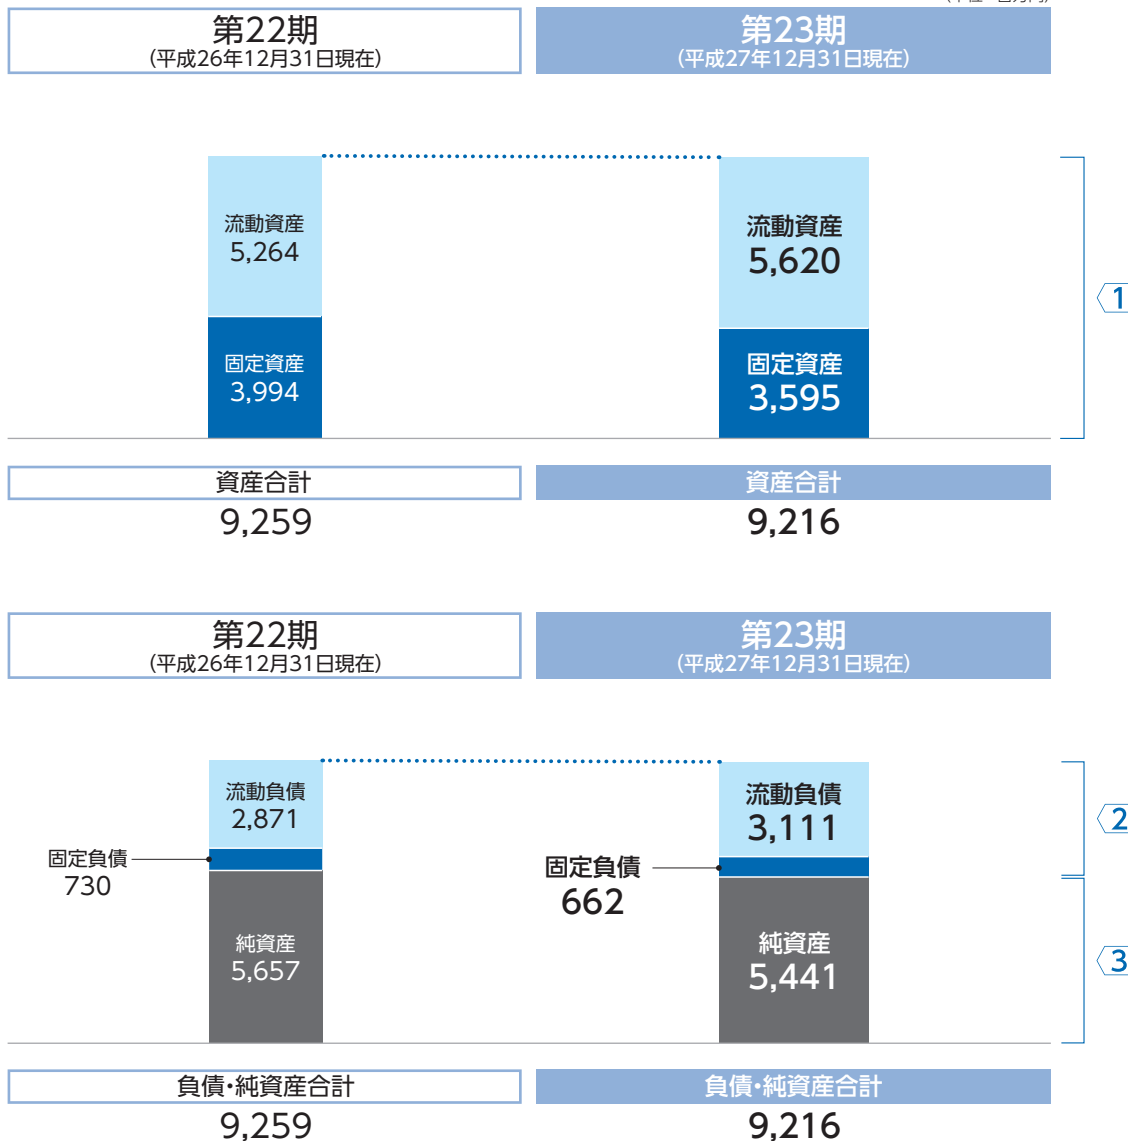 第22期
(平成26年12月31日現在)
第23期
(平成27年12月31日現在)
流動資産
5,264
固定資産
3,994
流動資産
5,620
固定資産
3,595
1
資産合計
9,259
資産合計
9,216
第22期
(平成26年12月31日現在)
第23期
(平成27年12月31日現在)
流動負債
2,871
固定負債
730
純資産
5,657
流動負債
3,111
固定負債
662
純資産
5,441
2
3
負債・純資産合計
9,259
負債・純資産合計
9,216